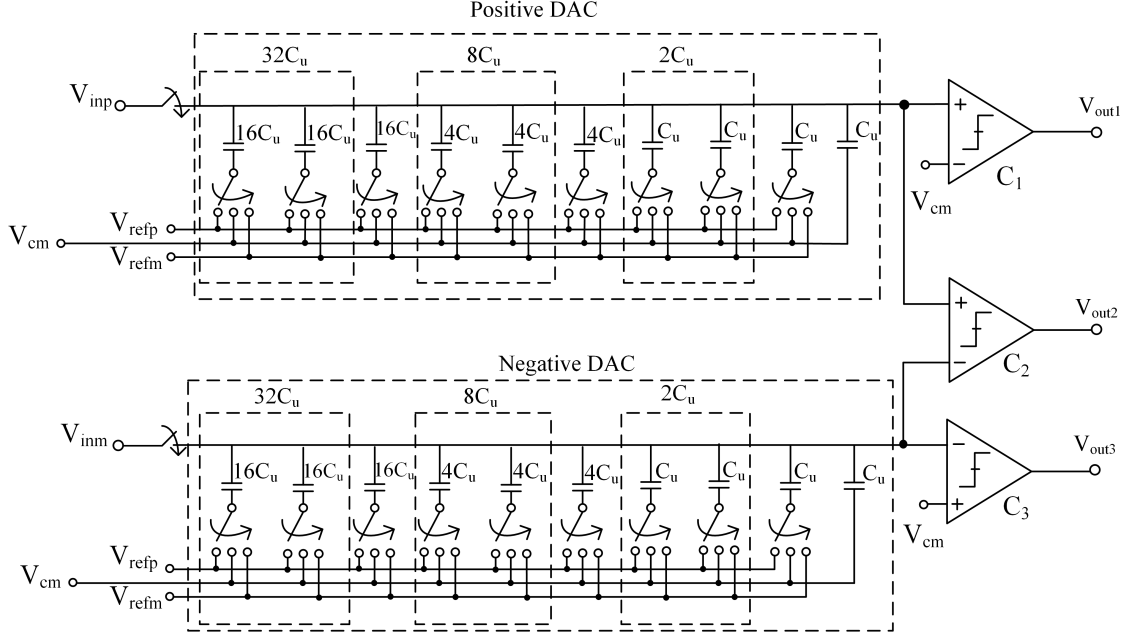 Positive DAC
32Cᵤ 8Cᵤ 2Cᵤ
Vinp
16Cᵤ 16Cᵤ 16Cᵤ 4Cᵤ 4Cᵤ 4Cᵤ Cᵤ Cᵤ Cᵤ Cᵤ
+
−
Vcm
C₁
Vout1
Vrefp
Vcm
Vrefm
+
−
C₂
Vout2
Negative DAC
32Cᵤ 8Cᵤ 2Cᵤ
Vinm
16Cᵤ 16Cᵤ 16Cᵤ 4Cᵤ 4Cᵤ 4Cᵤ Cᵤ Cᵤ Cᵤ Cᵤ
−
+
Vcm
C₃
Vout3
Vrefp
Vcm
Vrefm